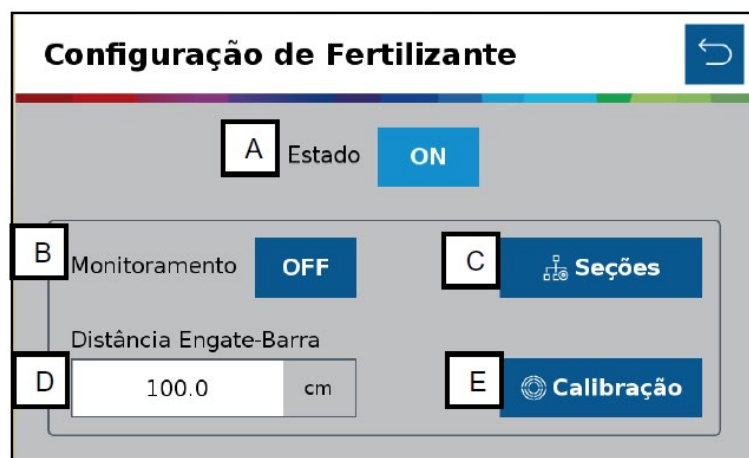 Configuração de Fertilizante
A Estado ON
B Monitoramento OFF
C Seções
Distância Engate-Barra
D 100.0 cm
E Calibração